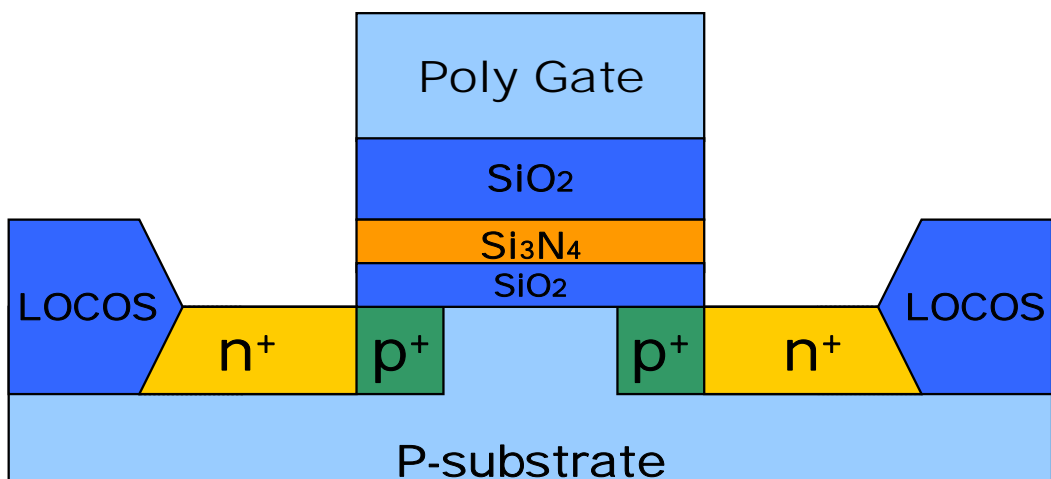 Poly Gate
SiO2
Si3N4
SiO2
LOCOS
LOCOS
n+
p+
p+
n+
P-substrate